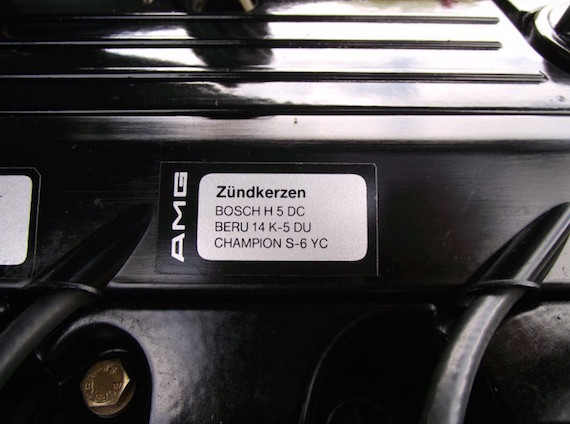 AMG
Zündkerzen
BOSCH H 5 DC
BERU 14 K-5 DU
CHAMPION S-6 YC